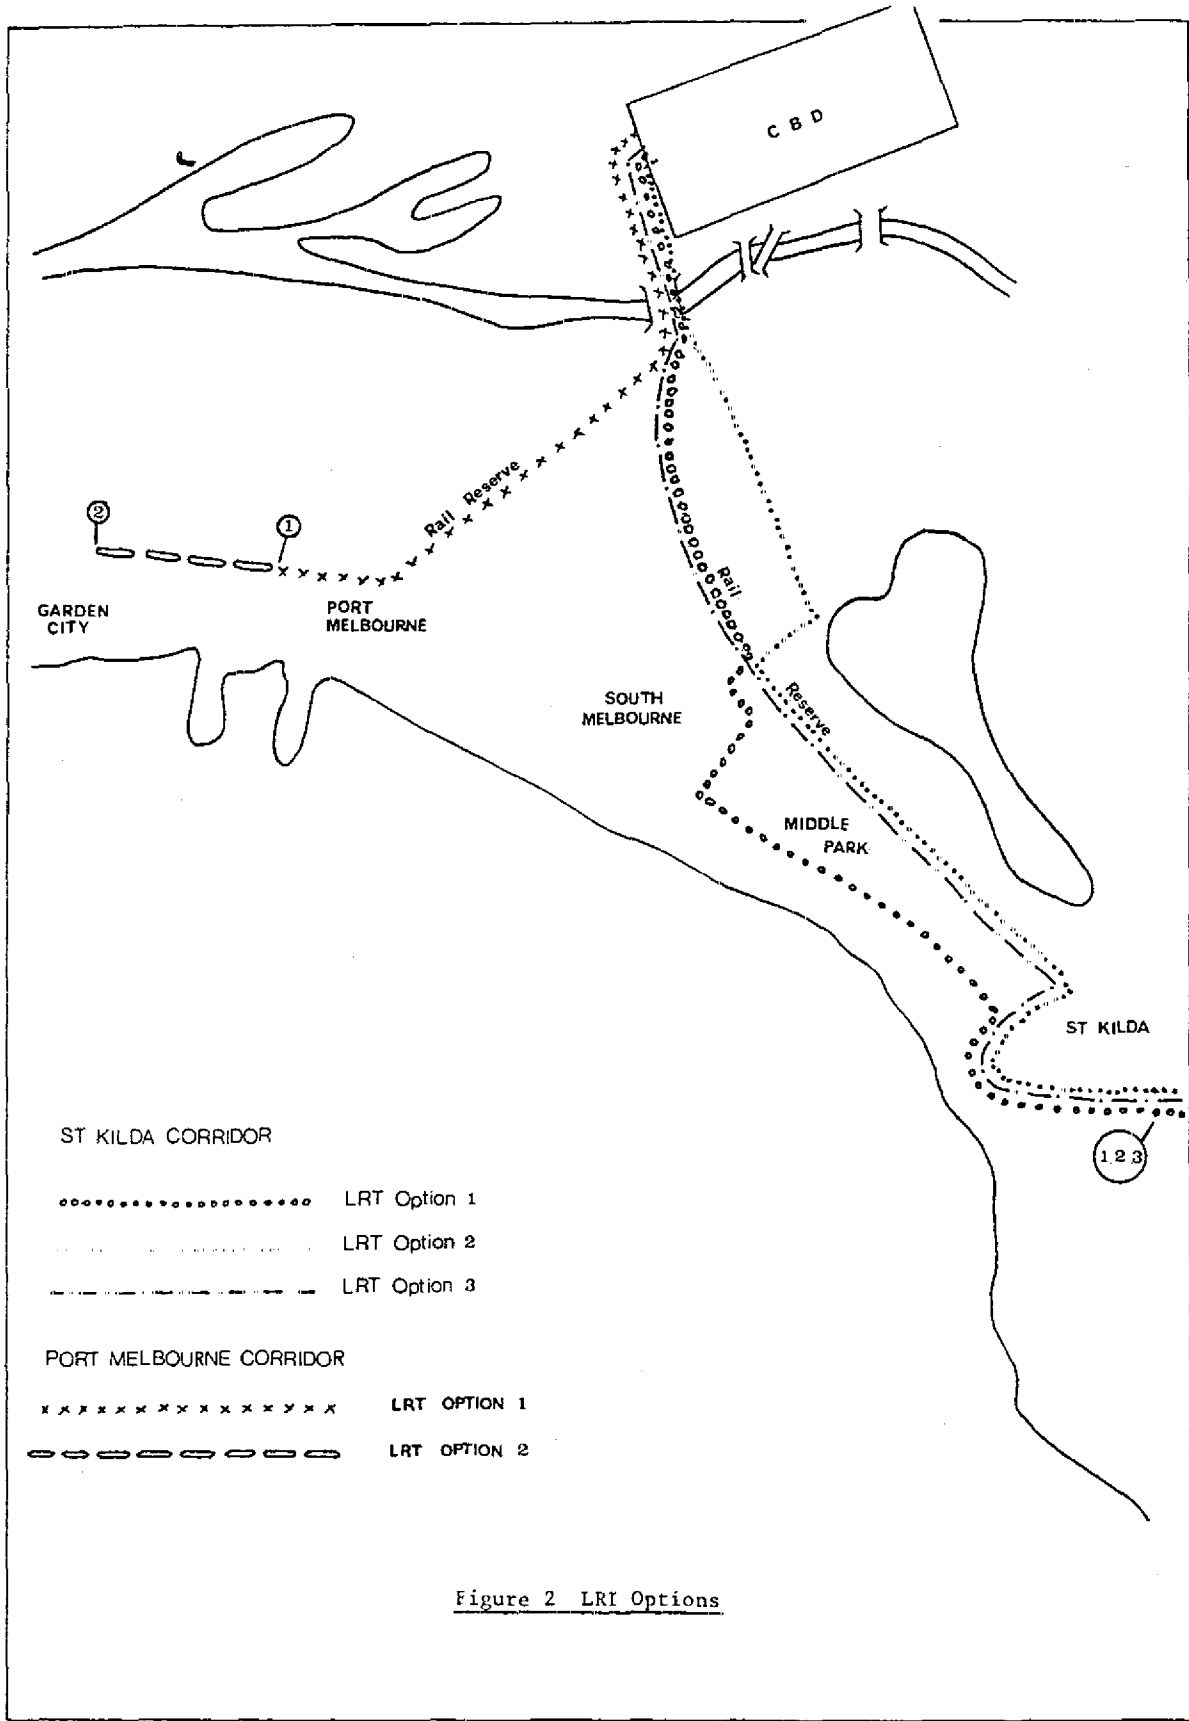 CBD
Rail Reserve
2
1
GARDEN
CITY
PORT
MELBOURNE
Rail
Reserve
SOUTH
MELBOURNE
MIDDLE
PARK
ST KILDA
1 2 3
ST KILDA CORRIDOR
LRT Option 1
LRT Option 2
LRT Option 3
PORT MELBOURNE CORRIDOR
LRT OPTION 1
LRT OPTION 2
Figure 2 LRT Options